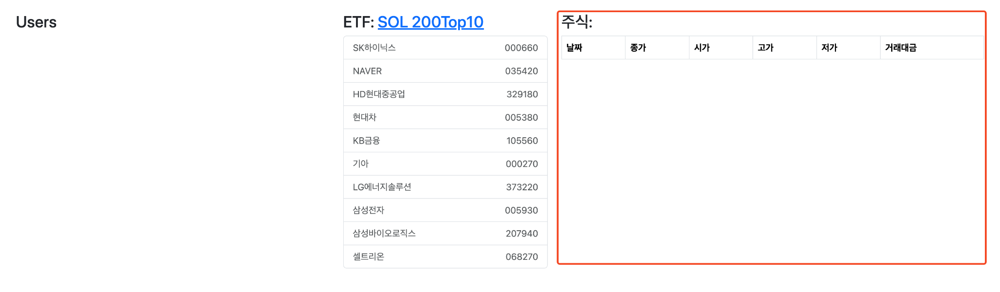 Users
ETF: SOL 200Top10
SK하이닉스 000660
NAVER 035420
HD현대중공업 329180
현대차 005380
KB금융 105560
기아 000270
LG에너지솔루션 373220
삼성전자 005930
삼성바이오로직스 207940
셀트리온 068270
주식:
날짜 종가 시가 고가 저가 거래대금